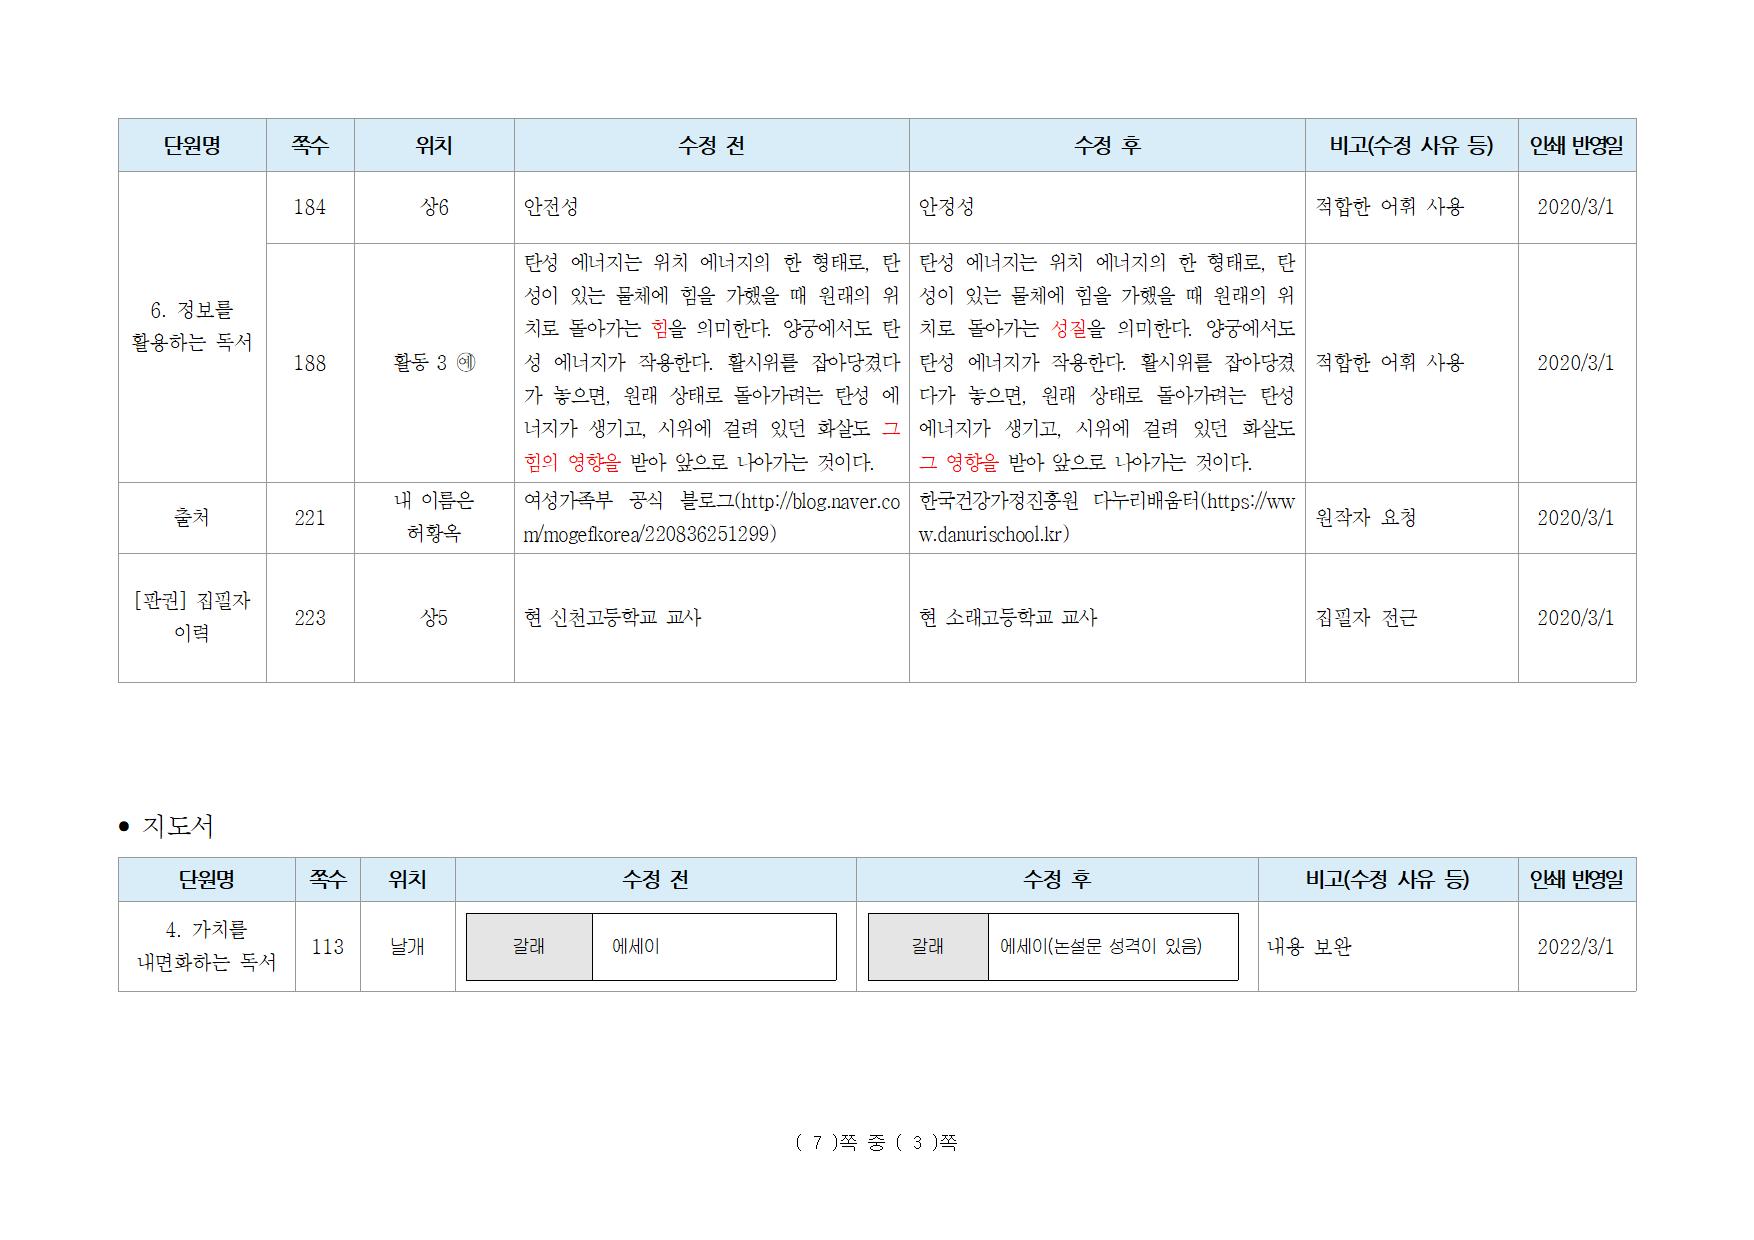 단원명 쪽수 위치 수정 전 수정 후 비고(수정 사유 등) 인쇄 반영일
6. 정보를
활용하는 독서
184 상6 안전성 안정성 적합한 어휘 사용 2020/3/1
188 활동 3 ㉠예
탄성 에너지는 위치 에너지의 한 형태로, 탄
성이 있는 물체에 힘을 가했을 때 원래의 위
치로 돌아가는 힘을 의미한다. 양궁에서도 탄
성 에너지가 작용한다. 활시위를 잡아당겼다
가 놓으면, 원래 상태로 돌아가려는 탄성 에
너지가 생기고, 시위에 걸려 있던 화살도 그
힘의 영향을 받아 앞으로 나아가는 것이다.
탄성 에너지는 위치 에너지의 한 형태로, 탄
성이 있는 물체에 힘을 가했을 때 원래의 위
치로 돌아가는 성질을 의미한다. 양궁에서도
탄성 에너지가 작용한다. 활시위를 잡아당겼
다가 놓으면, 원래 상태로 돌아가려는 탄성
에너지가 생기고, 시위에 걸려 있던 화살도
그 영향을 받아 앞으로 나아가는 것이다.
적합한 어휘 사용 2020/3/1
출처 221
내 이름은
허황옥
여성가족부 공식 블로그(http://blog.naver.co
m/mogefkorea/220836251299)
한국건강가정진흥원 다누리배움터(https://ww
w.danurischool.kr)
원작자 요청 2020/3/1
[판권] 집필자
이력
223 상5 현 신천고등학교 교사 현 소래고등학교 교사 집필자 전근 2020/3/1
● 지도서
단원명 쪽수 위치 수정 전 수정 후 비고(수정 사유 등) 인쇄 반영일
4. 가치를
내면화하는 독서
113 날개 갈래 에세이 갈래 에세이(논설문 성격이 있음) 내용 보완 2022/3/1
( 7 )쪽 중 ( 3 )쪽